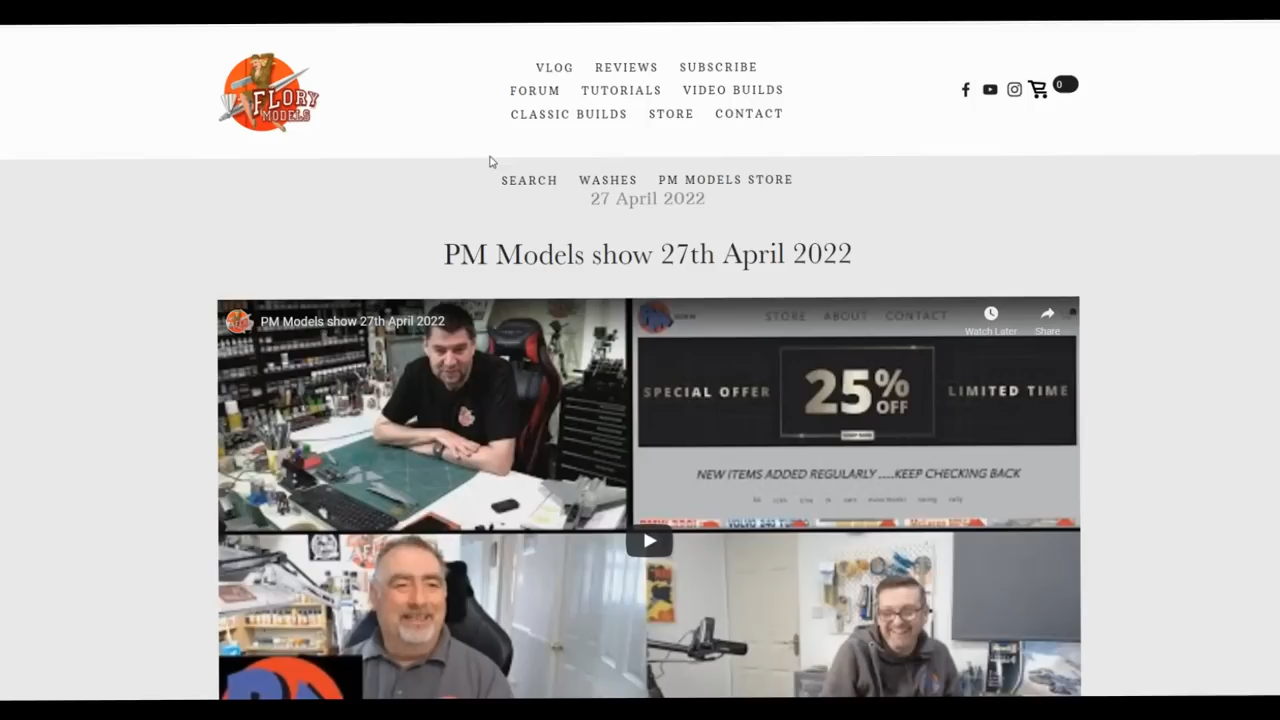 FLORY
MODELS
VLOG REVIEWS SUBSCRIBE
FORUM TUTORIALS VIDEO BUILDS
CLASSIC BUILDS STORE CONTACT
0
SEARCH WASHES PM MODELS STORE
27 April 2022
PM Models show 27th April 2022
PM Models show 27th April 2022
STORE ABOUT CONTACT
Watch Later Share
SPECIAL OFFER 25% OFF LIMITED TIME
NEW ITEMS ADDED REGULARLY .....KEEP CHECKING BACK